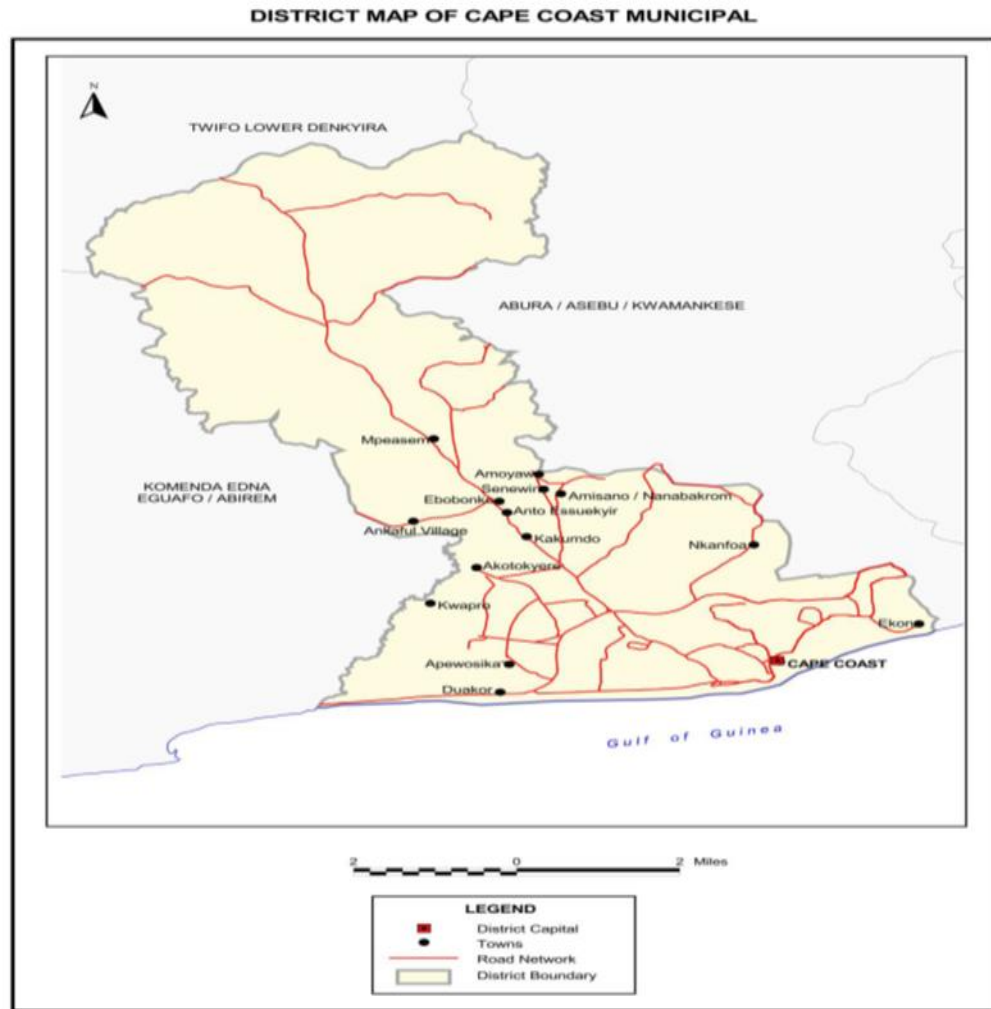 DISTRICT MAP OF CAPE COAST MUNICIPAL
N
TWIFO LOWER DENKYIRA
ABURA / ASEBU / KWAMANKESE
Mpeasem
KOMENDA EDNA
EGUAFO / ABIREM
Amoyaw
Senewin
Amisano / Nanabakrom
Ebobonko
Anto Essuekyir
Ankaful Village
Kakumdo
Nkanfoa
Akotokyere
Kwapro
Ekon
Apewosika
CAPE COAST
Duakor
Gulf of Guinea
2 0 2 Miles
LEGEND
District Capital
Towns
Road Network
District Boundary